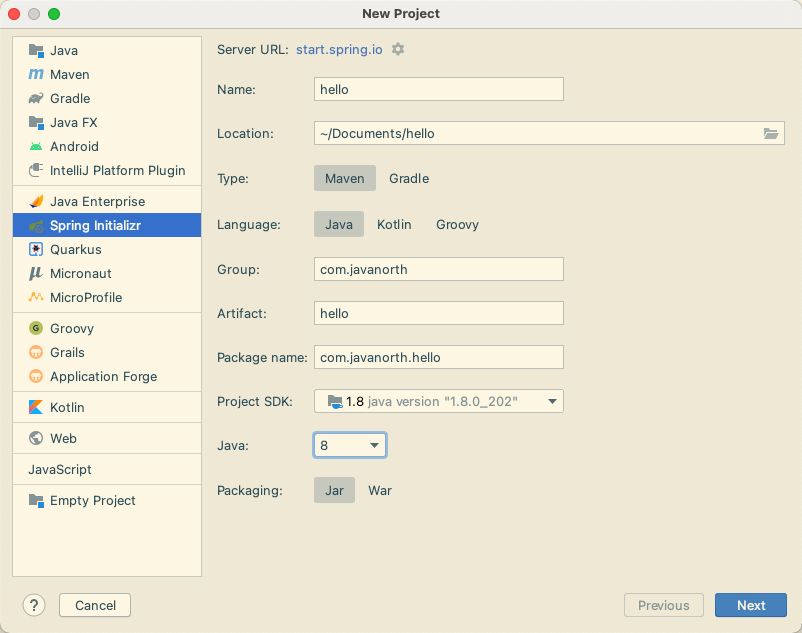 New Project
Java
Maven
Gradle
Java FX
Android
IntelliJ Platform Plugin
Java Enterprise
Spring Initializr
Quarkus
Micronaut
MicroProfile
Groovy
Grails
Application Forge
Kotlin
Web
JavaScript
Empty Project
Server URL: start.spring.io
Name: hello
Location: ~/Documents/hello
Type: Maven Gradle
Language: Java Kotlin Groovy
Group: com.javanorth
Artifact: hello
Package name: com.javanorth.hello
Project SDK: 1.8 java version "1.8.0_202"
Java: 8
Packaging: Jar War
? Cancel Previous Next